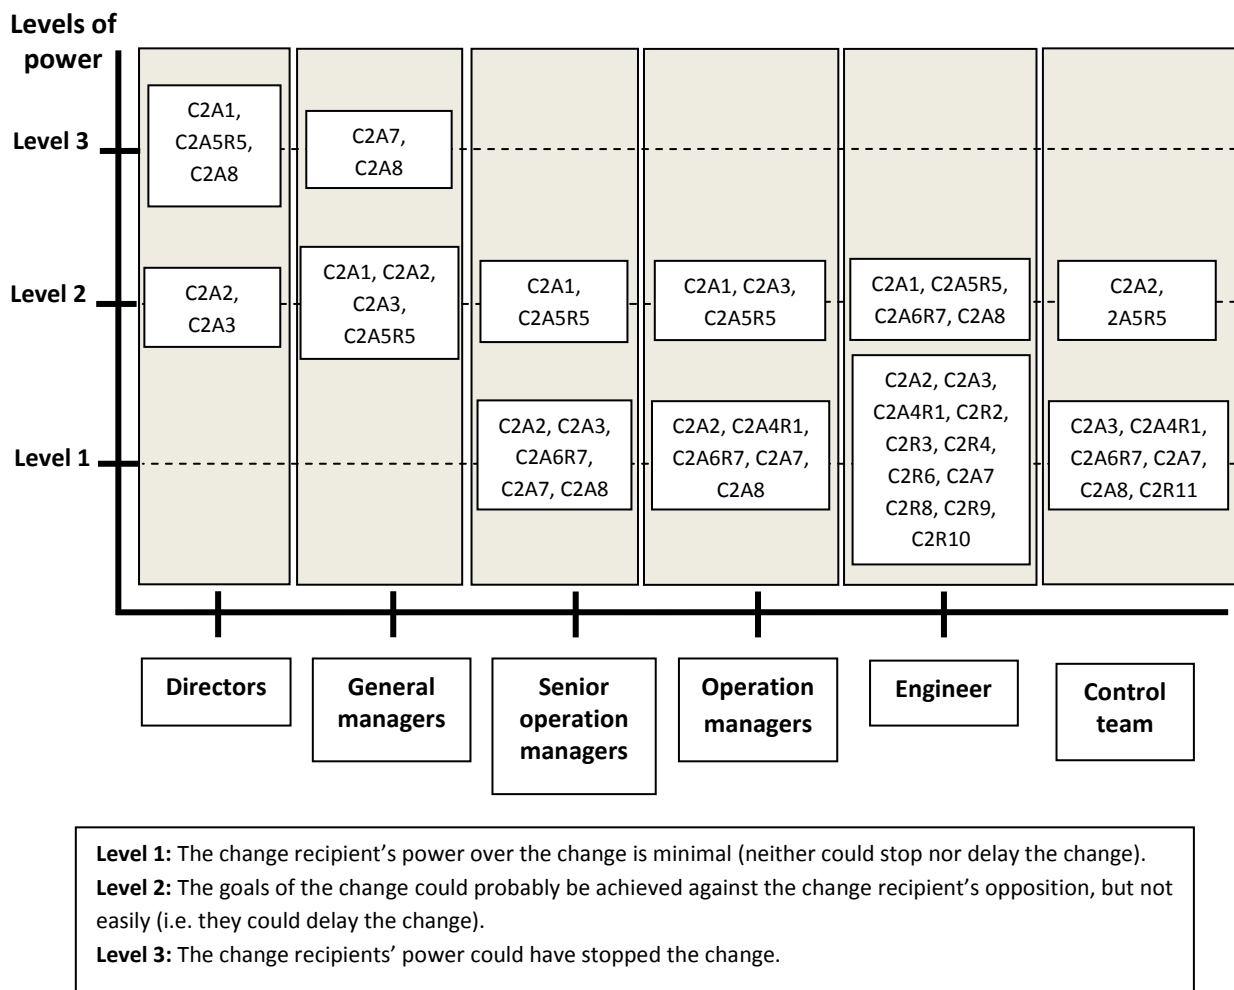 Levels of
power
Level 3
C2A1,
C2A5R5,
C2A8
C2A7,
C2A8
Level 2
C2A2,
C2A3
C2A1, C2A2,
C2A3,
C2A5R5
C2A1,
C2A5R5
C2A1, C2A3,
C2A5R5
C2A1, C2A5R5,
C2A6R7, C2A8
C2A2,
2A5R5
Level 1
C2A2, C2A3,
C2A6R7,
C2A7, C2A8
C2A2, C2A4R1,
C2A6R7, C2A7,
C2A8
C2A2, C2A3,
C2A4R1, C2R2,
C2R3, C2R4,
C2R6, C2A7
C2R8, C2R9,
C2R10
C2A3, C2A4R1,
C2A6R7, C2A7,
C2A8, C2R11
Directors
General
managers
Senior
operation
managers
Operation
managers
Engineer
Control
team
Level 1: The change recipient’s power over the change is minimal (neither could stop nor delay the change).
Level 2: The goals of the change could probably be achieved against the change recipient’s opposition, but not
easily (i.e. they could delay the change).
Level 3: The change recipients’ power could have stopped the change.